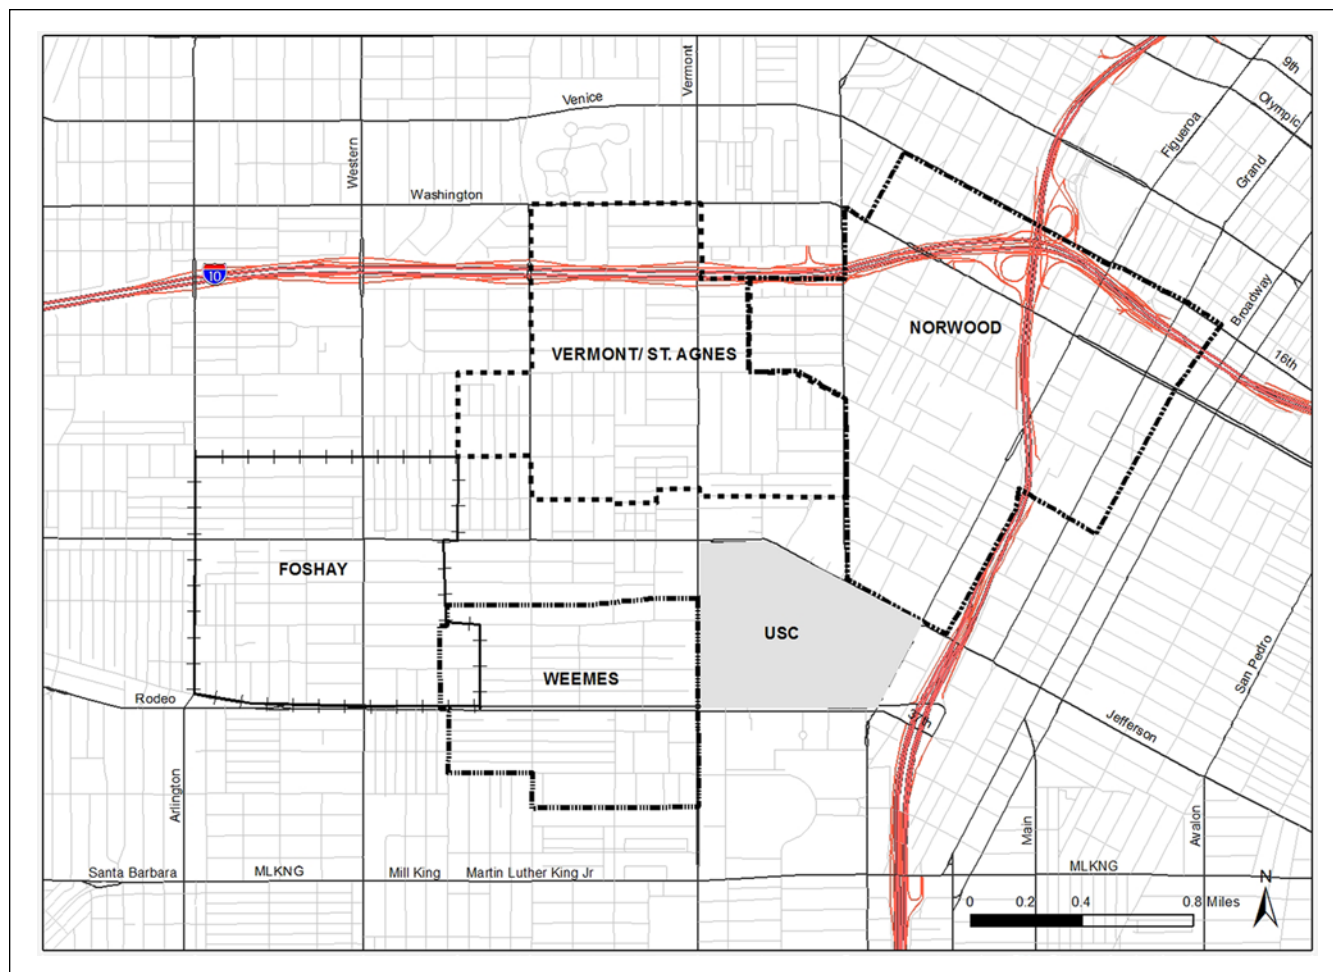 9th
Vermont
Olympic
Venice
Figueroa
Western
Grand
Washington
10
Broadway
NORWOOD
VERMONT/ ST. AGNES
16th
FOSHAY
USC
WEEMES
San Pedro
Rodeo
37th
Jefferson
Arlington
Main
Avalon
Santa Barbara
MLKNG
Mill King
Martin Luther King Jr
MLKNG
N
0 0.2 0.4 0.8 Miles